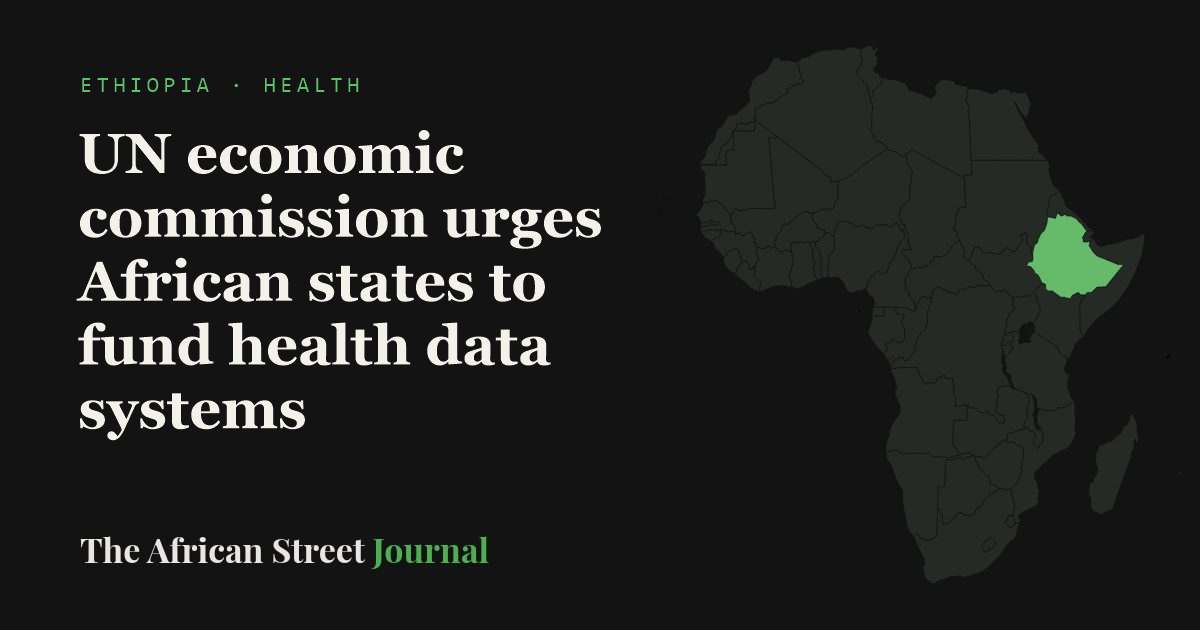 ETHIOPIA · HEALTH
UN economic
commission urges
African states to
fund health data
systems
The African Street Journal